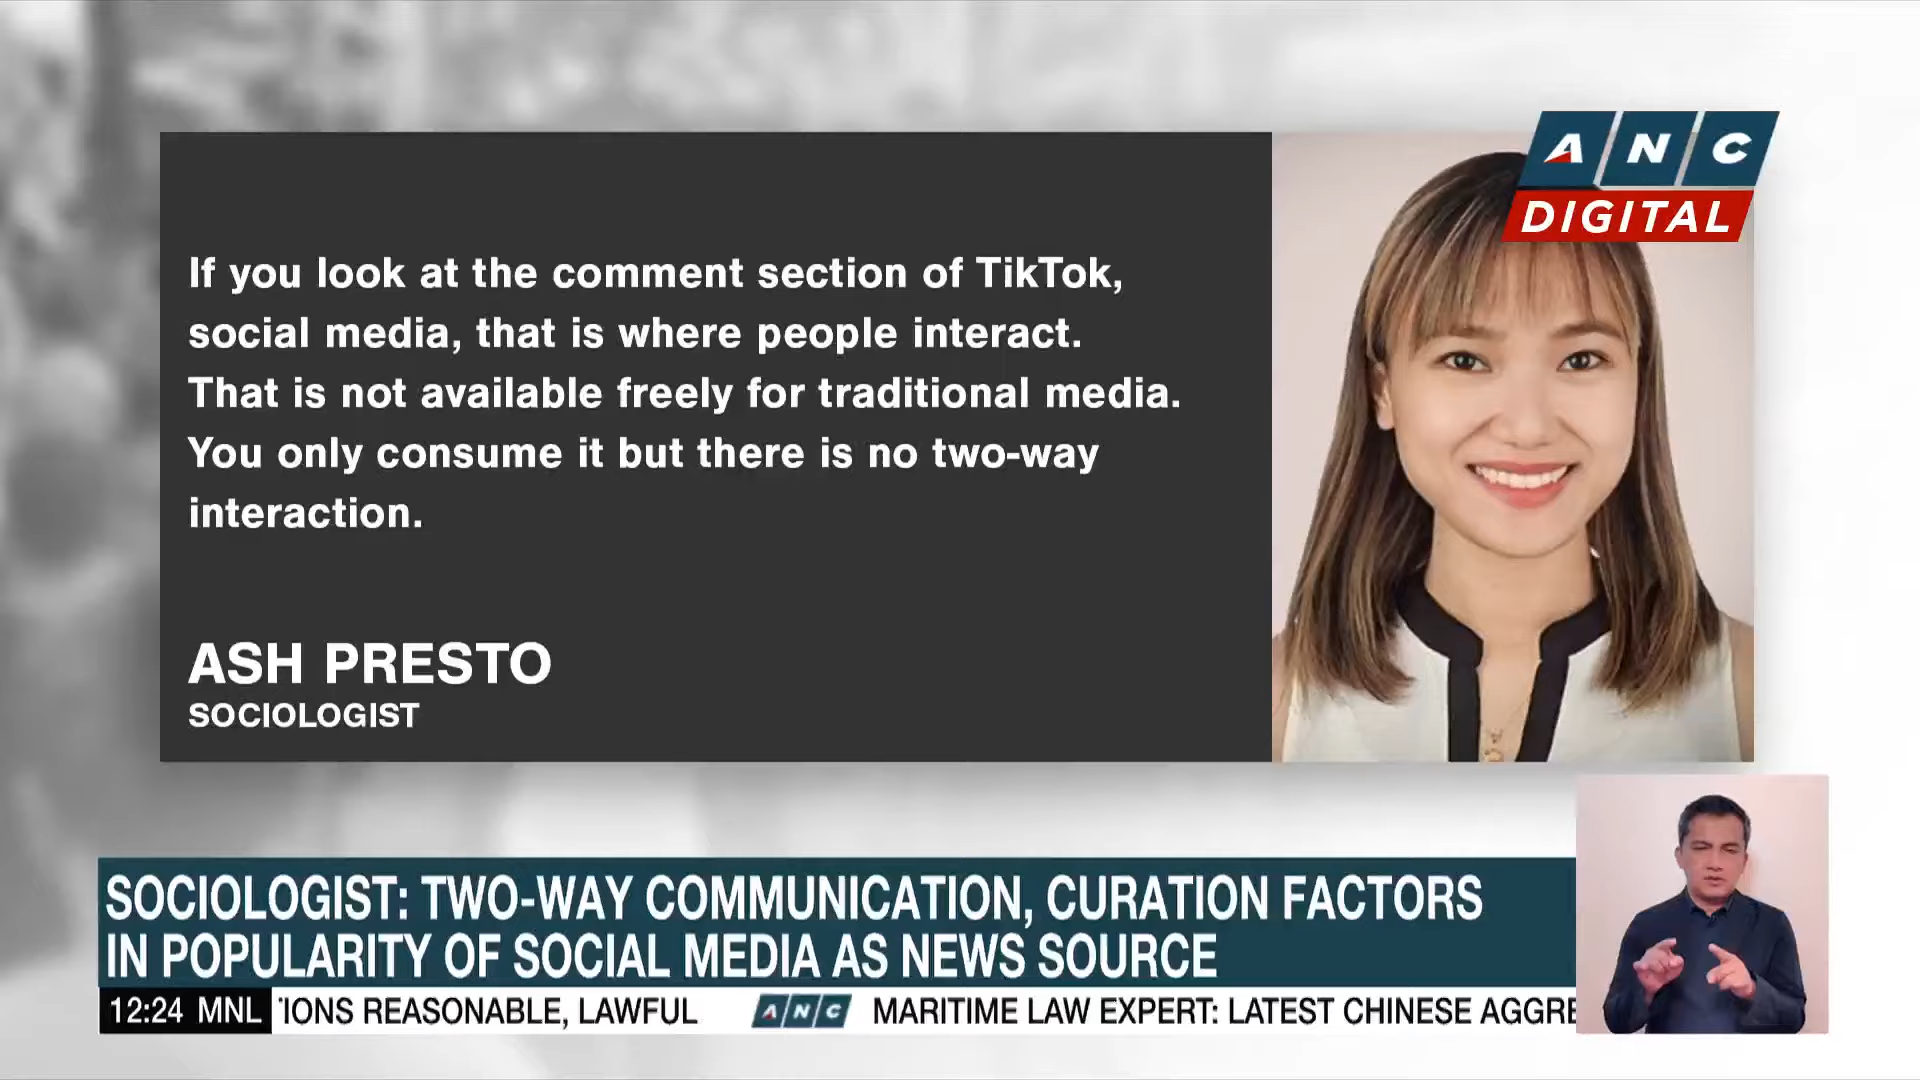 ANC
DIGITAL
If you look at the comment section of TikTok,
social media, that is where people interact.
That is not available freely for traditional media.
You only consume it but there is no two-way
interaction.
ASH PRESTO
SOCIOLOGIST
SOCIOLOGIST: TWO-WAY COMMUNICATION, CURATION FACTORS
IN POPULARITY OF SOCIAL MEDIA AS NEWS SOURCE
12:24 MNL IONS REASONABLE, LAWFUL ANC MARITIME LAW EXPERT: LATEST CHINESE AGGRE